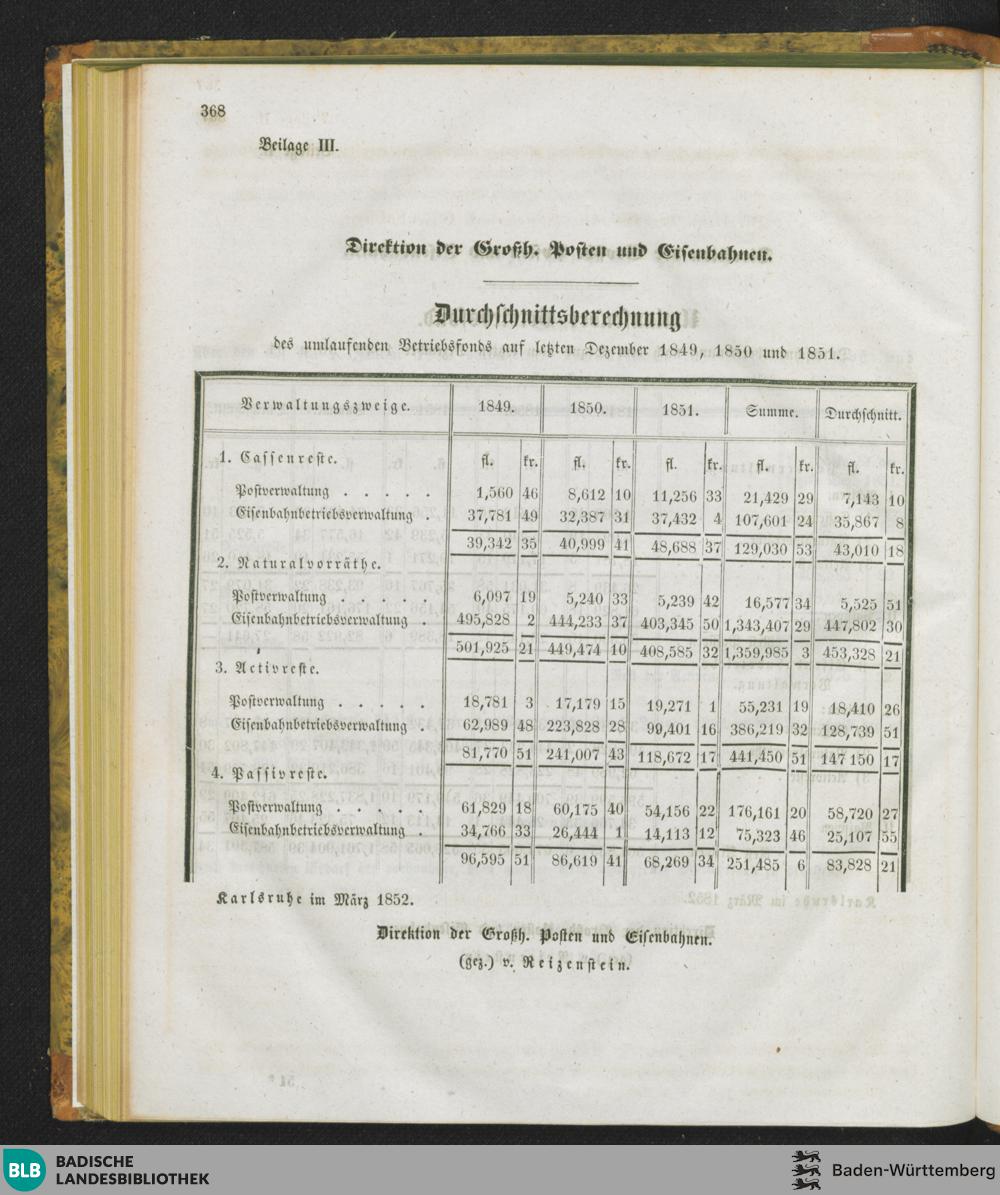 368
Beilage III.
Direktion der Großh. Posten und Eisenbahnen.
Durchschnittsberechnung
des umlaufenden Betriebsfonds auf letzten Dezember 1849, 1850 und 1851.
Verwaltungszweige. 1849. 1850. 1851. Summe. Durchschnitt.
1. Cassenreste. fl. kr. fl. kr. fl. kr. fl. kr. fl. kr.
Postverwaltung . . . . . 1,560 46 8,612 10 11,256 33 21,429 29 7,143 10
Eisenbahnbetriebsverwaltung . 37,781 49 32,387 31 37,432 4 107,601 24 35,867 8
39,342 35 40,999 41 48,688 37 129,030 53 43,010 18
2. Naturalvorräthe.
Postverwaltung . . . . . 6,097 19 5,240 33 5,239 42 16,577 34 5,525 51
Eisenbahnbetriebsverwaltung . 495,828 2 444,233 37 403,345 50 1,343,407 29 447,802 30
501,925 21 449,474 10 408,585 32 1,359,985 3 453,328 21
3. Activreste.
Postverwaltung . . . . . 18,781 3 17,179 15 19,271 1 55,231 19 18,410 26
Eisenbahnbetriebsverwaltung . 62,989 48 223,828 28 99,401 16 386,219 32 128,739 51
81,770 51 241,007 43 118,672 17 441,450 51 147 150 17
4. Passivreste.
Postverwaltung . . . . . 61,829 18 60,175 40 54,156 22 176,161 20 58,720 27
Eisenbahnbetriebsverwaltung . 34,766 33 26,444 1 14,113 12 75,323 46 25,107 55
96,595 51 86,619 41 68,269 34 251,485 6 83,828 21
Karlsruhe im März 1852.
Direktion der Großh. Posten und Eisenbahnen.
(gez.) v. Reizenstein.
BLB BADISCHE
LANDESBIBLIOTHEK
Baden-Württemberg